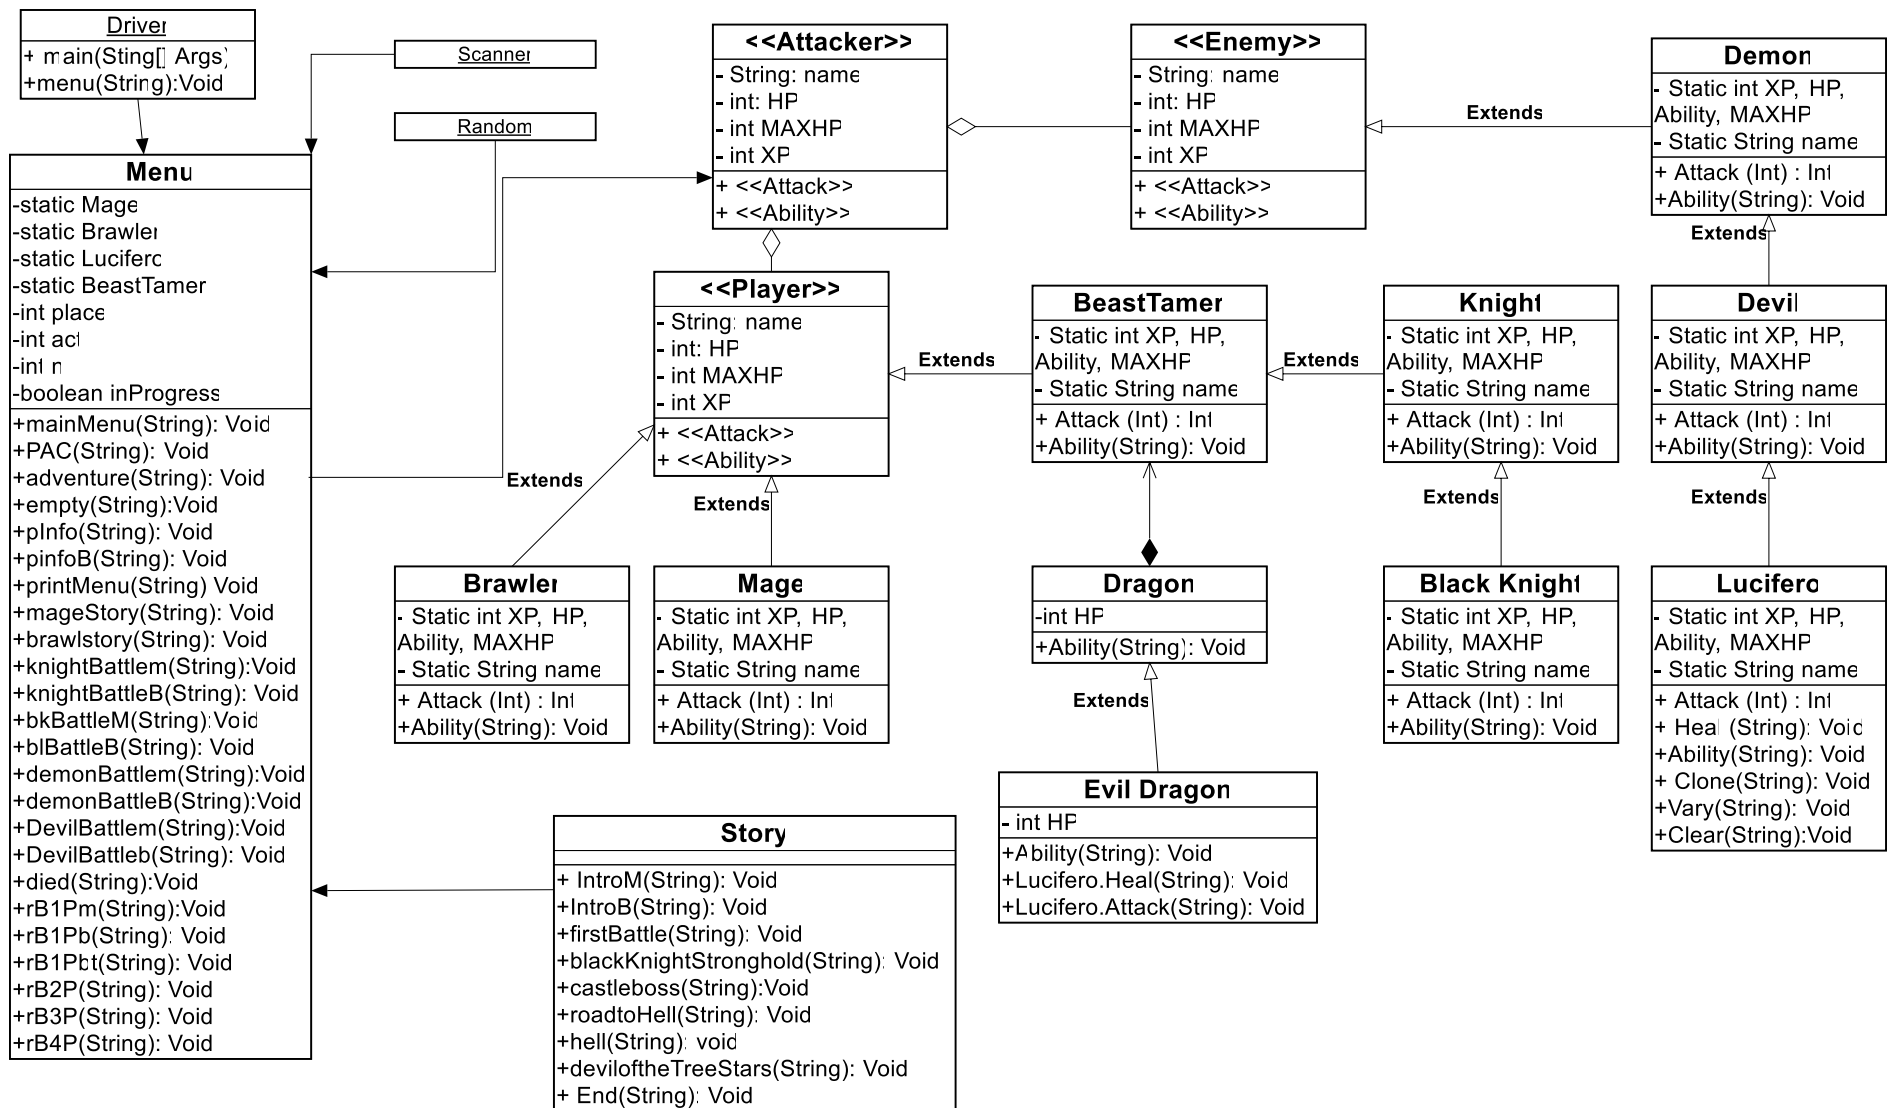 Driver
+ main(Sting[] Args)
+menu(String):Void
Scanner
Random
Menu
-static Mage
-static Brawler
-static Lucifero
-static BeastTamer
-int place
-int act
-int n
-boolean inProgress
+mainMenu(String): Void
+PAC(String): Void
+adventure(String): Void
+empty(String):Void
+pInfo(String): Void
+pinfoB(String): Void
+printMenu(String) Void
+mageStory(String): Void
+brawlstory(String): Void
+knightBattlem(String):Void
+knightBattleB(String): Void
+bkBattleM(String):Void
+blBattleB(String): Void
+demonBattlem(String):Void
+demonBattleB(String):Void
+DevilBattlem(String):Void
+DevilBattleb(String): Void
+died(String):Void
+rB1Pm(String):Void
+rB1Pb(String): Void
+rB1Pbt(String): Void
+rB2P(String): Void
+rB3P(String): Void
+rB4P(String): Void
<<Attacker>>
- String: name
- int: HP
- int MAXHP
- int XP
+ <<Attack>>
+ <<Ability>>
<<Enemy>>
- String: name
- int: HP
- int MAXHP
- int XP
+ <<Attack>>
+ <<Ability>>
Extends
Demon
- Static int XP, HP,
Ability, MAXHP
- Static String name
+ Attack (Int) : Int
+Ability(String): Void
Extends
<<Player>>
- String: name
- int: HP
- int MAXHP
- int XP
+ <<Attack>>
+ <<Ability>>
Extends
BeastTamer
- Static int XP, HP,
Ability, MAXHP
- Static String name
+ Attack (Int) : Int
+Ability(String): Void
Extends
Knight
- Static int XP, HP,
Ability, MAXHP
- Static String name
+ Attack (Int) : Int
+Ability(String): Void
Devil
- Static int XP, HP,
Ability, MAXHP
- Static String name
+ Attack (Int) : Int
+Ability(String): Void
Extends
Extends
Extends
Extends
Brawler
- Static int XP, HP,
Ability, MAXHP
- Static String name
+ Attack (Int) : Int
+Ability(String): Void
Mage
- Static int XP, HP,
Ability, MAXHP
- Static String name
+ Attack (Int) : Int
+Ability(String): Void
Dragon
-int HP
+Ability(String): Void
Extends
Black Knight
- Static int XP, HP,
Ability, MAXHP
- Static String name
+ Attack (Int) : Int
+Ability(String): Void
Lucifero
- Static int XP, HP,
Ability, MAXHP
- Static String name
+ Attack (Int) : Int
+ Heal (String): Void
+Ability(String): Void
+ Clone(String): Void
+Vary(String): Void
+Clear(String):Void
Evil Dragon
- int HP
+Ability(String): Void
+Lucifero.Heal(String): Void
+Lucifero.Attack(String): Void
Story
+ IntroM(String): Void
+IntroB(String): Void
+firstBattle(String): Void
+blackKnightStronghold(String): Void
+castleboss(String):Void
+roadtoHell(String): Void
+hell(String): void
+deviloftheTreeStars(String): Void
+ End(String): Void